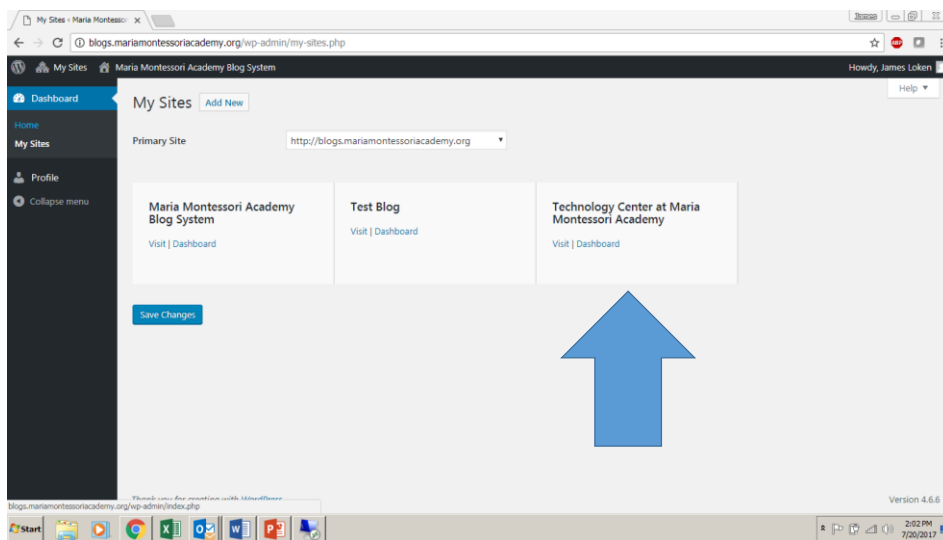 My Sites ‹ Maria Montesso
blogs.mariamontessoriacademy.org/wp-admin/my-sites.php
ABP
My Sites Maria Montessori Academy Blog System
Howdy, James Loken
Dashboard
Home
My Sites
Profile
Collapse menu
Help
My Sites Add New
Primary Site http://blogs.mariamontessoriacademy.org
Maria Montessori Academy
Blog System
Visit | Dashboard
Test Blog
Visit | Dashboard
Technology Center at Maria
Montessori Academy
Visit | Dashboard
Save Changes
Thank you for creating with WordPress
Version 4.6.6
blogs.mariamontessoriacademy.org/wp-admin/index.php
Start
2:02 PM
7/20/2017